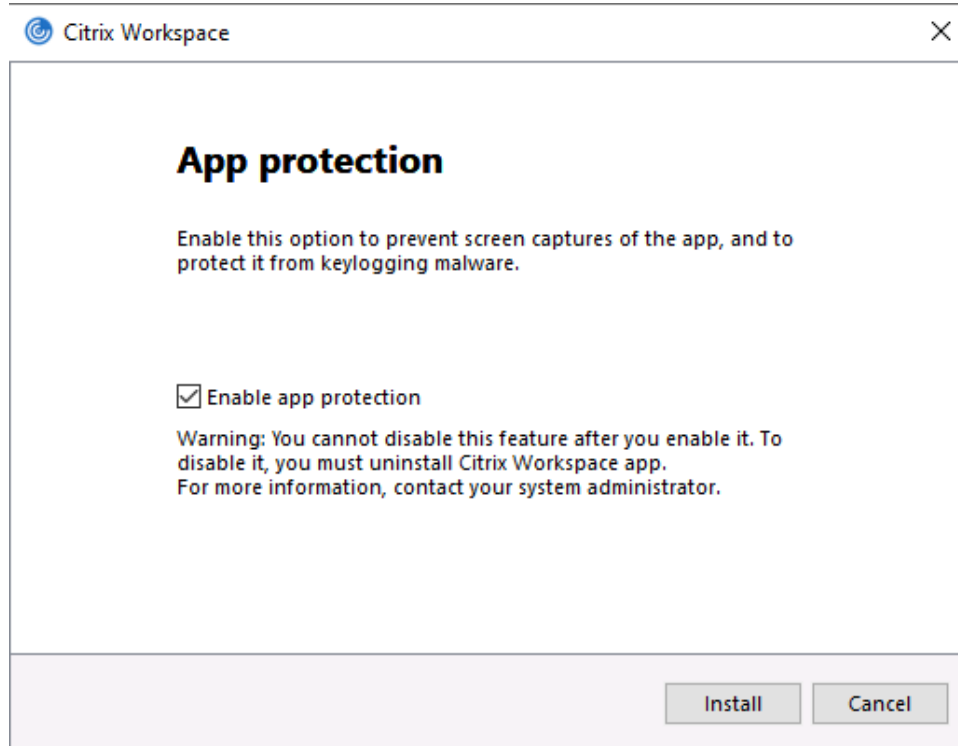 Citrix Workspace
App protection
Enable this option to prevent screen captures of the app, and to
protect it from keylogging malware.
Enable app protection
Warning: You cannot disable this feature after you enable it. To
disable it, you must uninstall Citrix Workspace app.
For more information, contact your system administrator.
Install Cancel